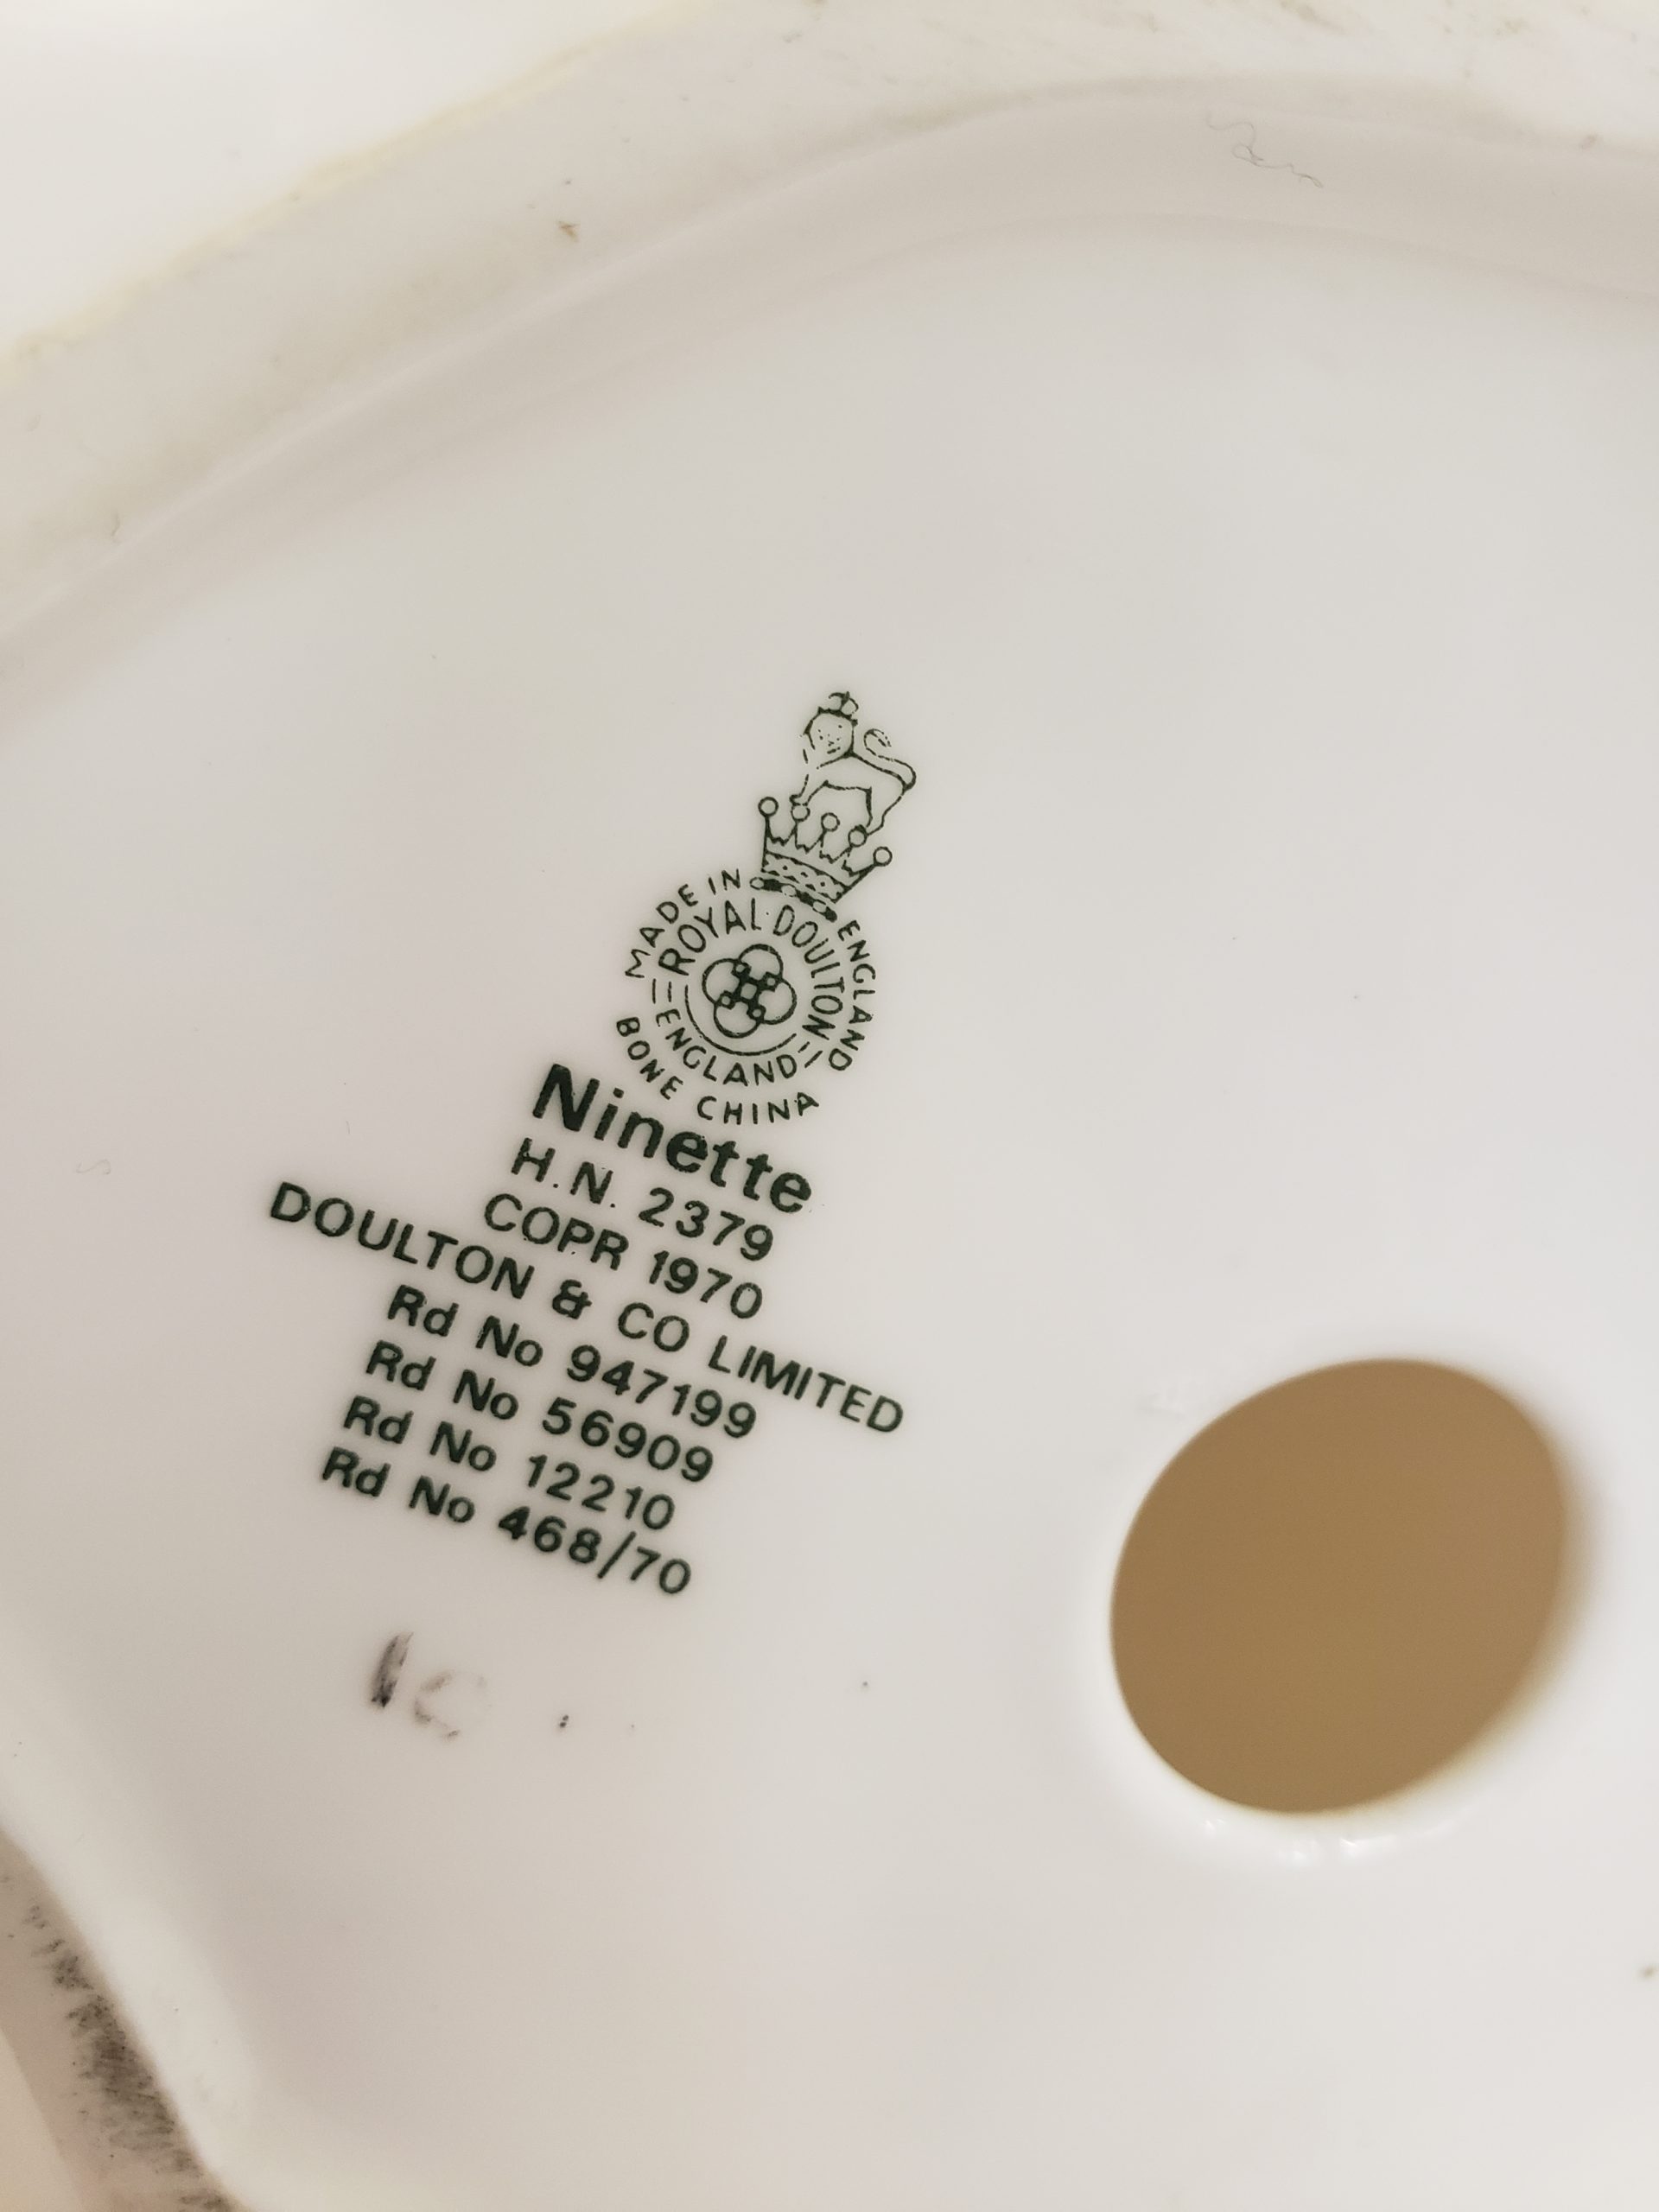 MADE IN ENGLAND
ROYAL DOULTON
ENGLAND
BONE CHINA
Ninette
H.N. 2379
COPR 1970
DOULTON & CO LIMITED
Rd No 947199
Rd No 56909
Rd No 12210
Rd No 468/70